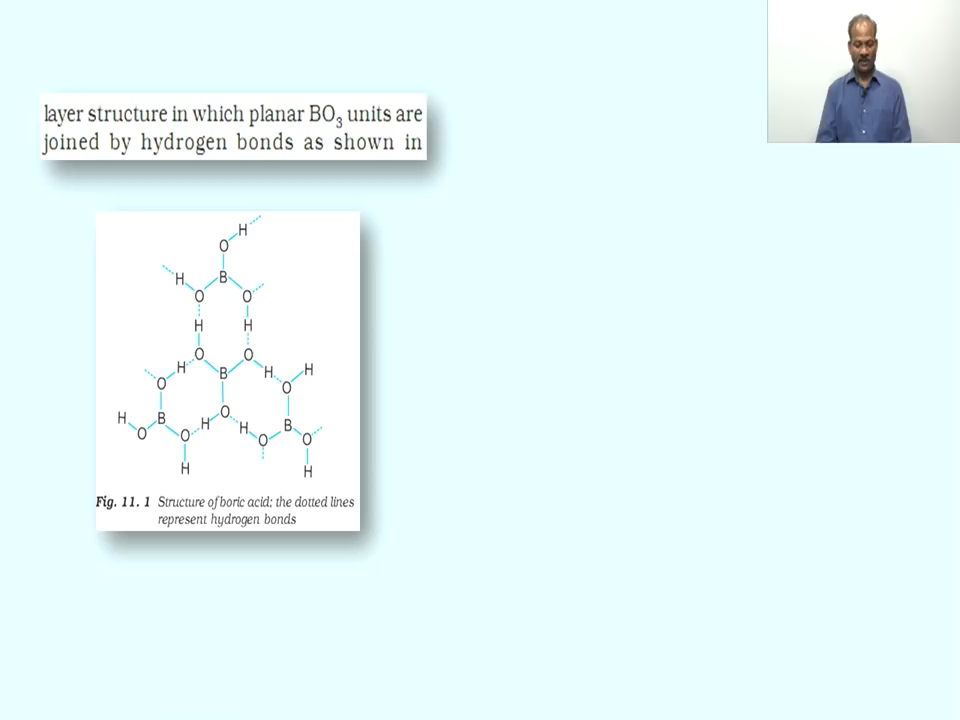 layer structure in which planar BO₃ units are
joined by hydrogen bonds as shown in
H
O
H B
O O
H H
O O
H B H H
O O
H B O H H B
O O O O
H H
Fig. 11. 1 Structure of boric acid; the dotted lines
represent hydrogen bonds